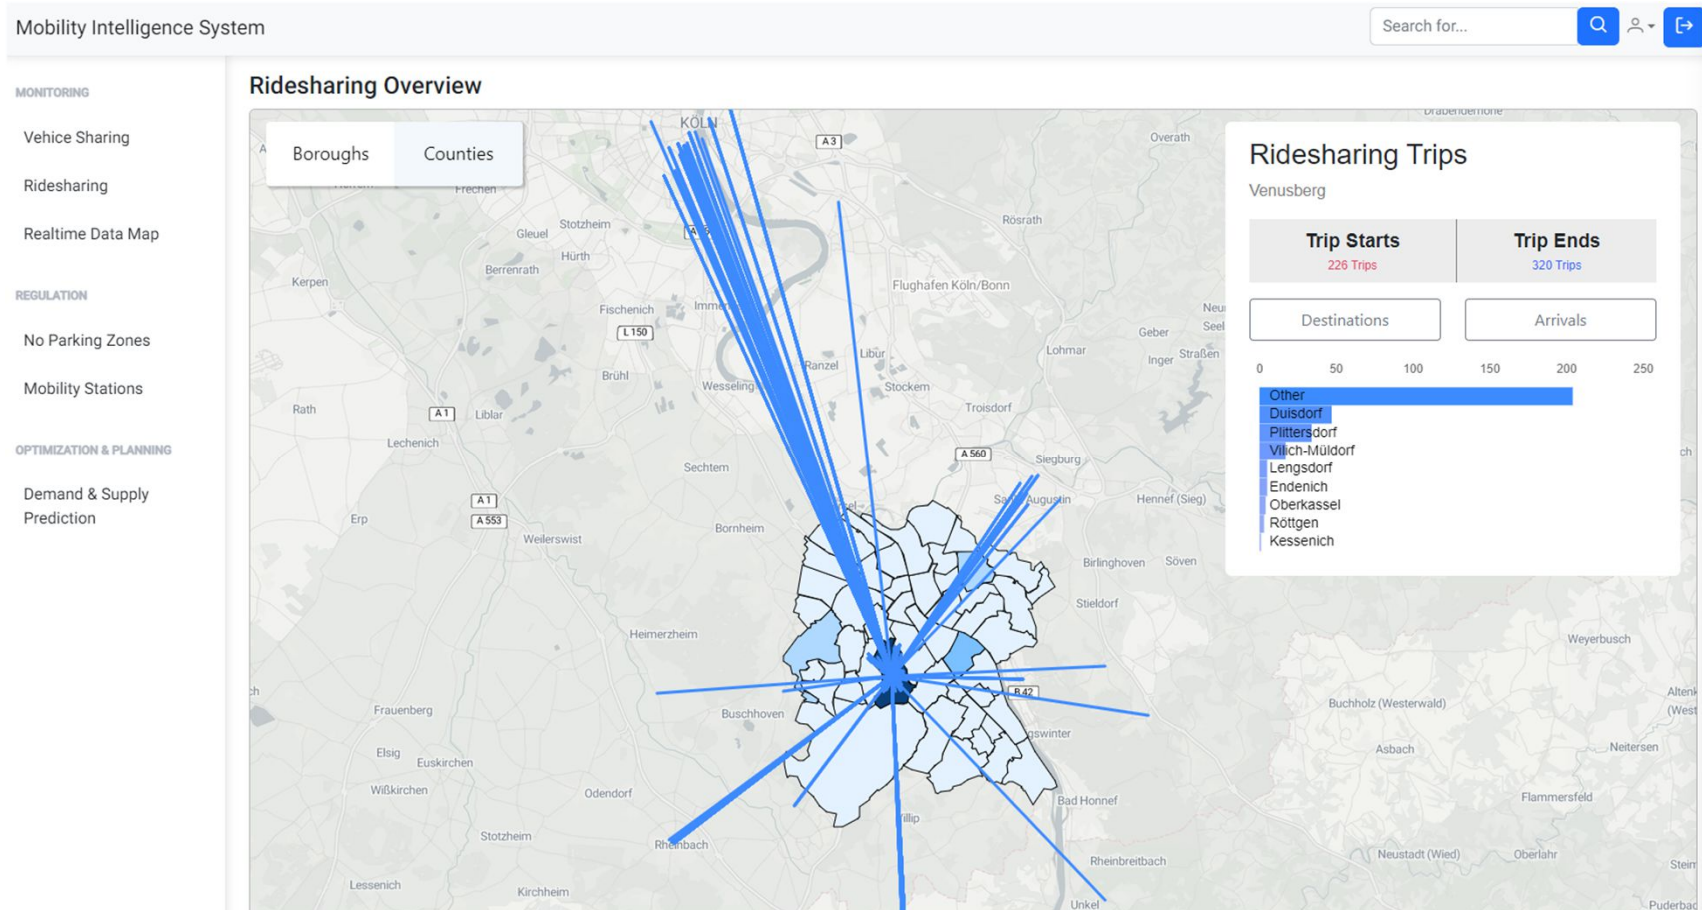 Mobility Intelligence System
Search for...
MONITORING
Vehice Sharing
Ridesharing
Realtime Data Map
REGULATION
No Parking Zones
Mobility Stations
OPTIMIZATION & PLANNING
Demand & Supply
Prediction
Ridesharing Overview
Boroughs
Counties
Ridesharing Trips
Venusberg
Trip Starts
226 Trips
Trip Ends
320 Trips
Destinations
Arrivals
0 50 100 150 200 250
Other
Duisdorf
Plittersdorf
Vilich-Müldorf
Lengsdorf
Endenich
Oberkassel
Röttgen
Kessenich
KÖLN
A 3
Overath
Frechen
Stotzheim
Gleuel
Hürth
Berrenrath
Rösrath
Kerpen
Flughafen Köln/Bonn
Fischenich
L 150
Geber
Lohmar
Inger Straßen
Libur
Ranzel
Brühl
Wesseling
Stockem
Rath
A 1
Liblar
Troisdorf
Lechenich
A 560
Siegburg
Sechtem
Augustin
Hennef (Sieg)
A 1
A 553
Erp
Weilerswist
Bornheim
Birlinghoven
Söven
Stieldorf
Heimerzheim
Weyerbusch
Frauenberg
Buschhoven
B 42
gswinter
Buchholz (Westerwald)
Asbach
Neitersen
Elsig
Euskirchen
Wißkirchen
Odendorf
Bad Honnef
Flammersfeld
illip
Stotzheim
Rheinbach
Rheinbreitbach
Neustadt (Wied)
Oberlahr
Lessenich
Kirchheim
Unkel